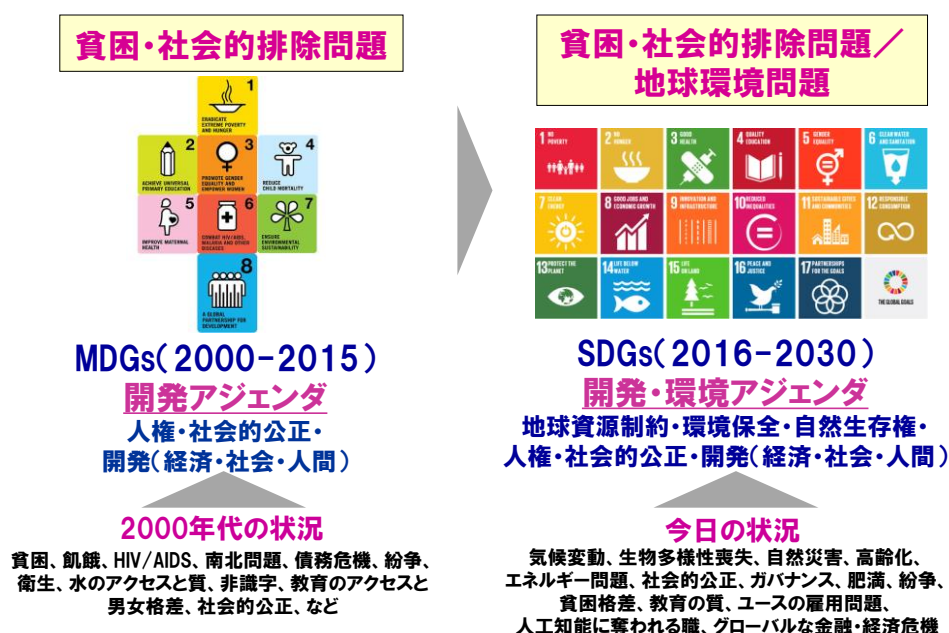 貧困・社会的排除問題
1
ERADICATE
EXTREME POVERTY
AND HUNGER
2
ACHIEVE UNIVERSAL
PRIMARY EDUCATION
3
PROMOTE GENDER
EQUALITY AND
EMPOWER WOMEN
4
REDUCE
CHILD MORTALITY
5
IMPROVE MATERNAL
HEALTH
6
COMBAT HIV/AIDS,
MALARIA AND OTHER
DISEASES
7
ENSURE
ENVIRONMENTAL
SUSTAINABILITY
8
A GLOBAL
PARTNERSHIP FOR
DEVELOPMENT
MDGs(2000-2015)
開発アジェンダ
人権・社会的公正・
開発(経済・社会・人間)
2000年代の状況
貧困、飢餓、HIV/AIDS、南北問題、債務危機、紛争、
衛生、水のアクセスと質、非識字、教育のアクセスと
男女格差、社会的公正、など
貧困・社会的排除問題／
地球環境問題
1 NO
POVERTY
2 NO
HUNGER
3 GOOD
HEALTH
4 QUALITY
EDUCATION
5 GENDER
EQUALITY
6 CLEAN WATER
AND SANITATION
7 CLEAN
ENERGY
8 GOOD JOBS AND
ECONOMIC GROWTH
9 INNOVATION AND
INFRASTRUCTURE
10 REDUCED
INEQUALITIES
11 SUSTAINABLE CITIES
AND COMMUNITIES
12 RESPONSIBLE
CONSUMPTION
13 PROTECT THE
PLANET
14 LIFE BELOW
WATER
15 LIFE
ON LAND
16 PEACE AND
JUSTICE
17 PARTNERSHIPS
FOR THE GOALS
THE GLOBAL GOALS
SDGs(2016-2030)
開発・環境アジェンダ
地球資源制約・環境保全・自然生存権・
人権・社会的公正・開発(経済・社会・人間)
今日の状況
気候変動、生物多様性喪失、自然災害、高齢化、
エネルギー問題、社会的公正、ガバナンス、肥満、紛争、
貧困格差、教育の質、ユースの雇用問題、
人工知能に奪われる職、グローバルな金融・経済危機